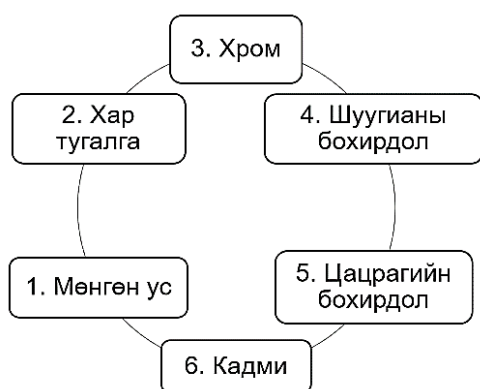 3. Хром
2. Хар
тугалга
4. Шуугианы
бохирдол
1. Мөнгөн ус
5. Цацрагийн
бохирдол
6. Кадми